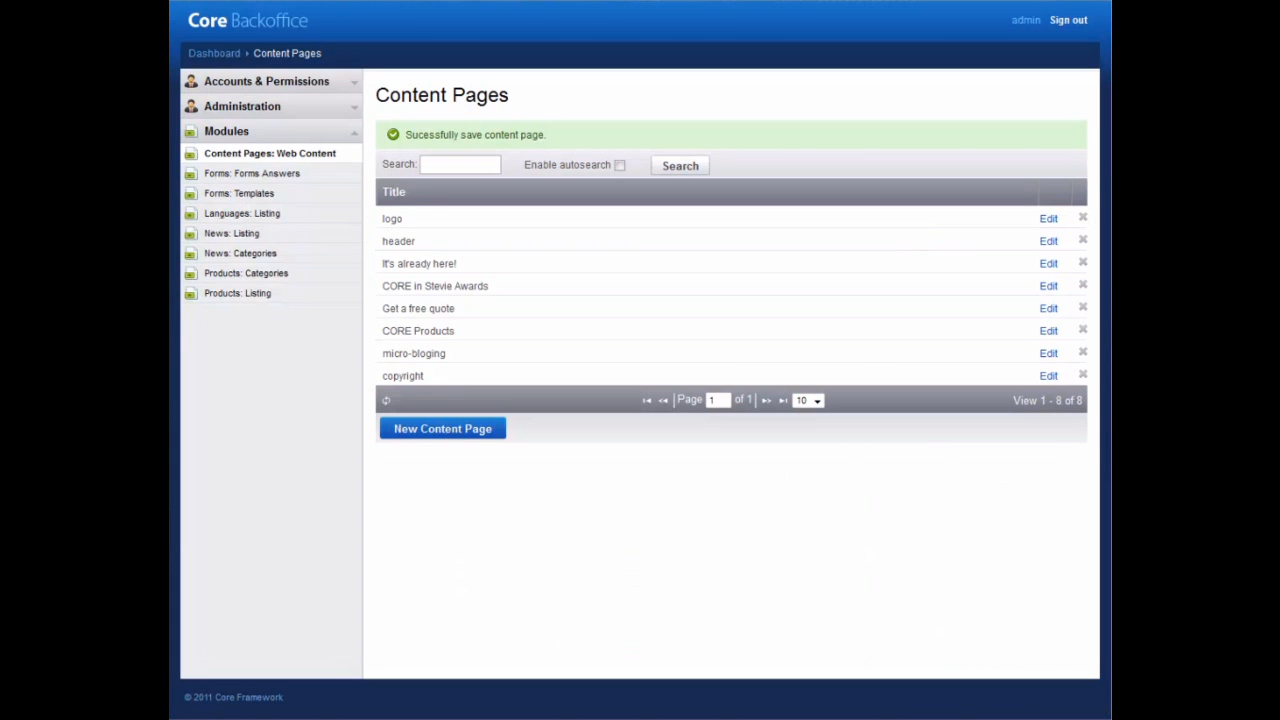 Core Backoffice
admin Sign out
Dashboard Content Pages
Accounts & Permissions
Administration
Modules
Content Pages: Web Content
Forms: Forms Answers
Forms: Templates
Languages: Listing
News: Listing
News: Categories
Products: Categories
Products: Listing
Content Pages
Sucessfully save content page.
Search: Enable autosearch Search
Title
logo Edit
header Edit
It's already here! Edit
CORE in Stevie Awards Edit
Get a free quote Edit
CORE Products Edit
micro-bloging Edit
copyright Edit
Page 1 of 1 10 View 1 - 8 of 8
New Content Page
© 2011 Core Framework